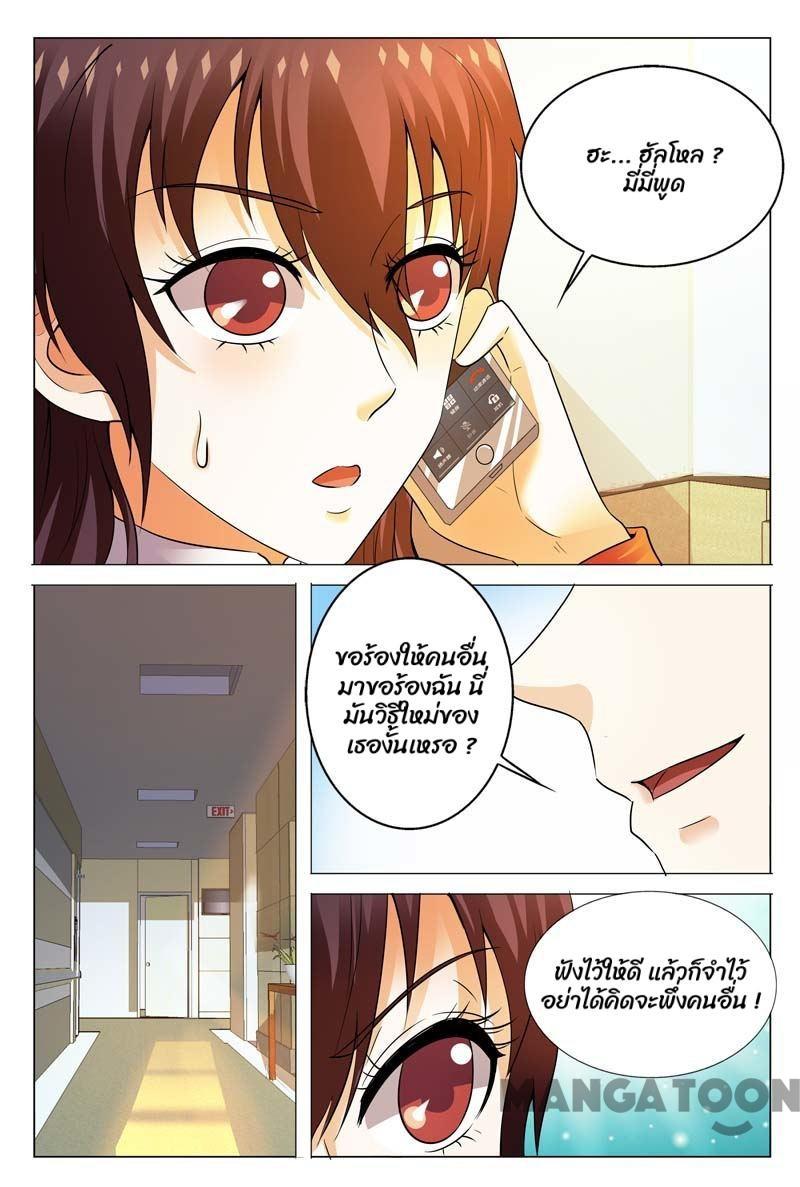 ฮะ... ฮัลโหล ?
มี่มี่พูด
EXIT
ขอร้องให้คนอื่น
มาขอร้องฉัน นี่
มันวิธีใหม่ของ
เธองั้นเหรอ ?
ฟังไว้ให้ดี แล้วก็จำไว้
อย่าได้คิดจะพึ่งคนอื่น !
MANGATOON